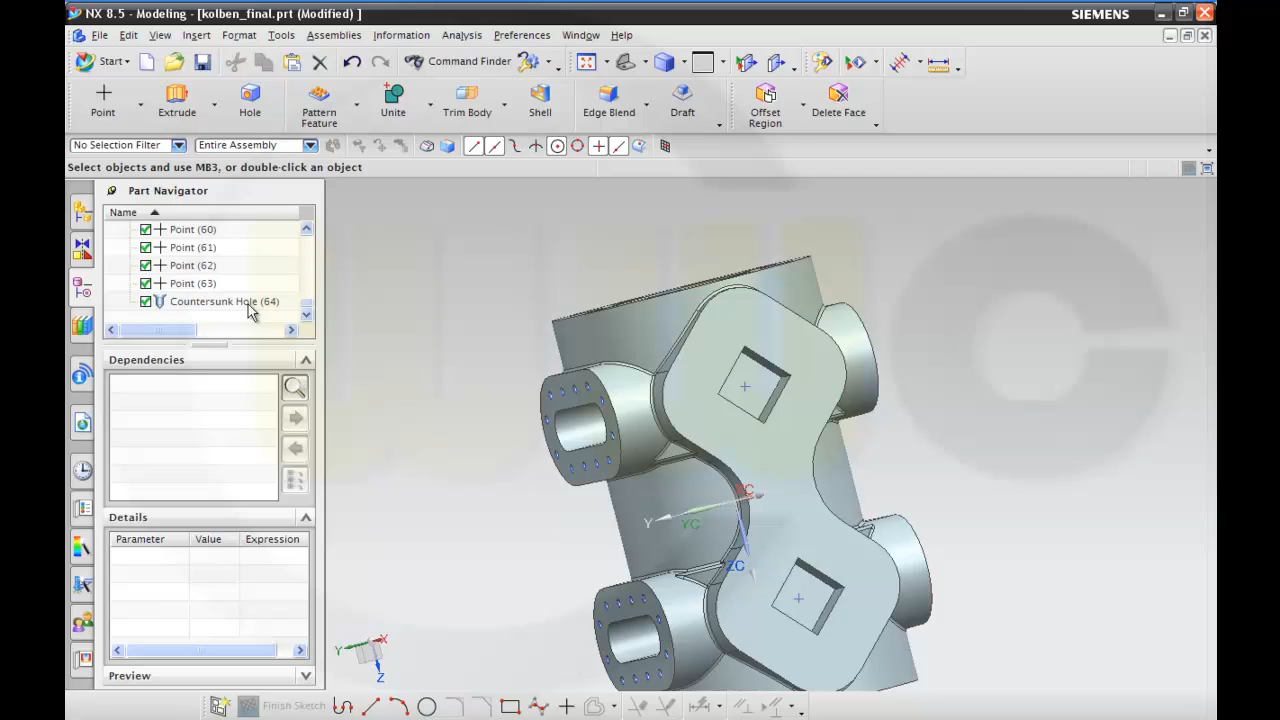 NX 8.5 - Modeling - [kolben_final.prt (Modified) ]
SIEMENS
File Edit View Insert Format Tools Assemblies Information Analysis Preferences Window Help
Start Command Finder
Point Extrude Hole Pattern Feature Unite Trim Body Shell Edge Blend Draft Offset Region Delete Face
No Selection Filter Entire Assembly
Select objects and use MB3, or double-click an object
Part Navigator
Name
Point (60)
Point (61)
Point (62)
Point (63)
Countersunk Hole (64)
Dependencies
Details
Parameter Value Expression
Preview
XC
Y
YC
ZC
Y X
Z
Finish Sketch